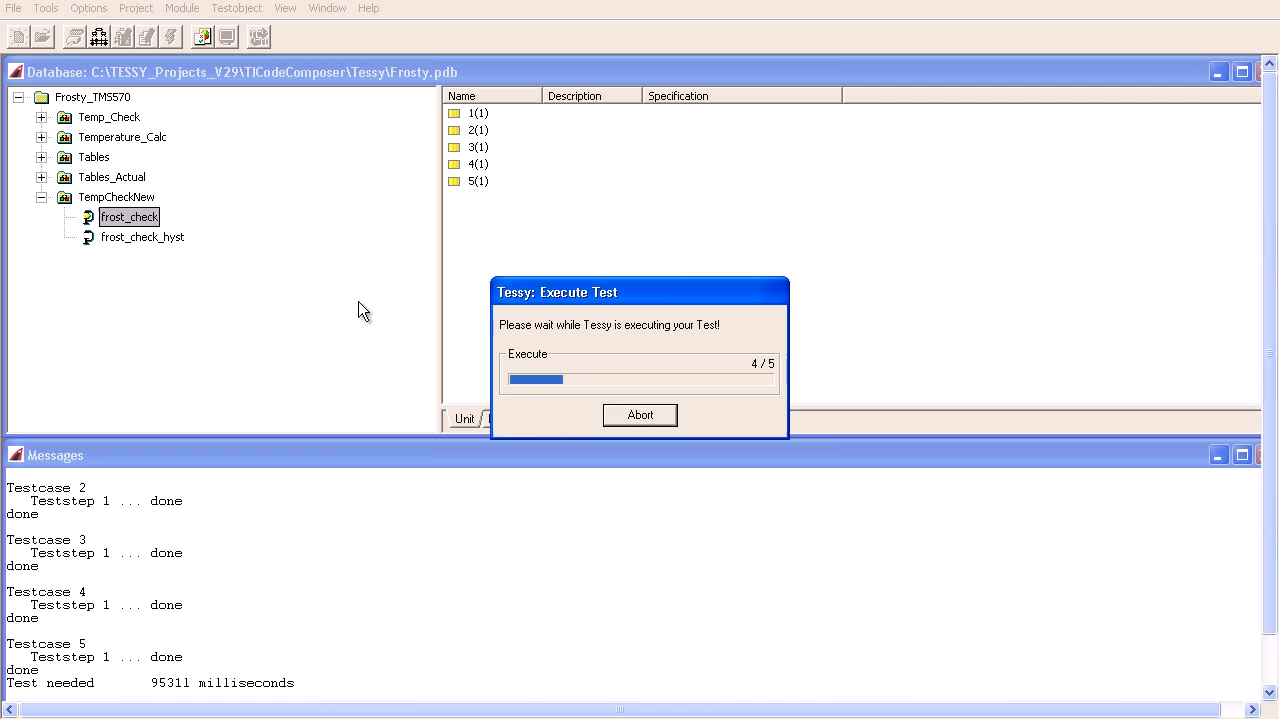 File Tools Options Project Module Testobject View Window Help
Database: C:\TESSY_Projects_V29\TICodeComposer\Tessy\Frosty.pdb
Frosty_TMS570
Temp_Check
Temperature_Calc
Tables
Tables_Actual
TempCheckNew
frost_check
frost_check_hyst
Name Description Specification
1(1)
2(1)
3(1)
4(1)
5(1)
Unit
Tessy: Execute Test
Please wait while Tessy is executing your Test!
Execute
4 / 5
Abort
Messages
Testcase 2
Teststep 1 ... done
done
Testcase 3
Teststep 1 ... done
done
Testcase 4
Teststep 1 ... done
done
Testcase 5
Teststep 1 ... done
done
Test needed 95311 milliseconds